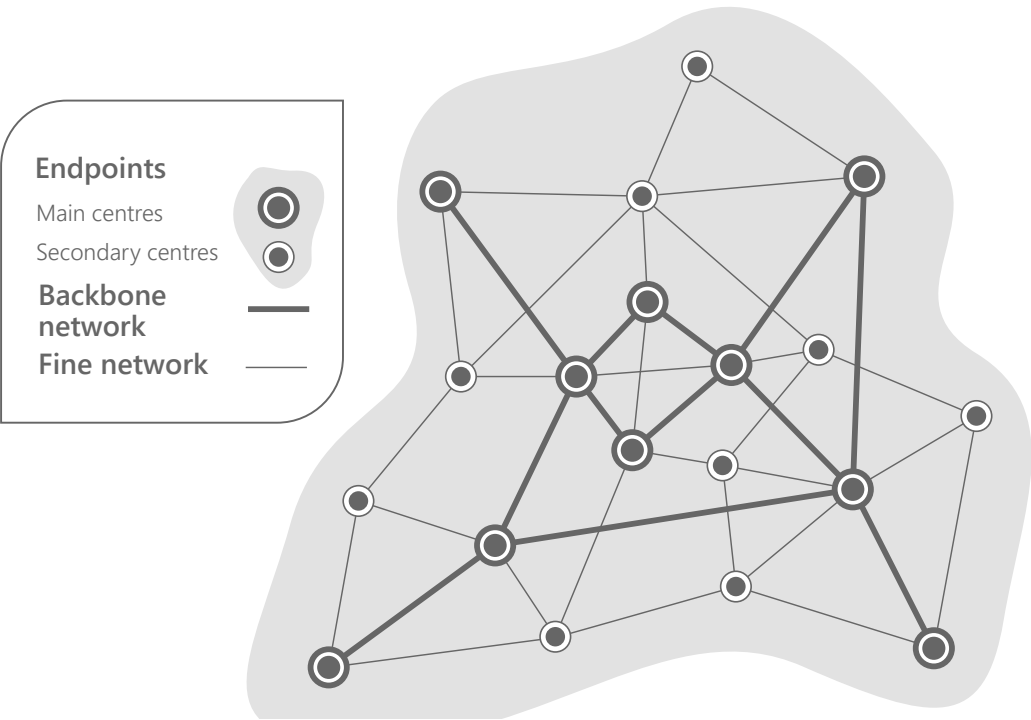 Endpoints
Main centres
Secondary centres
Backbone
network
Fine network